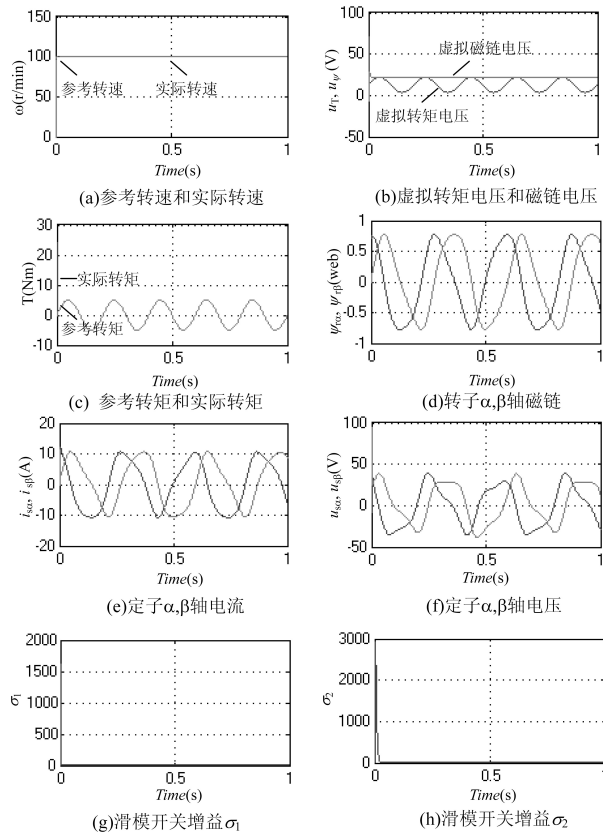 150
100
50
0
ω(r/min)
参考转速
实际转速
0 0.5 1
Time(s)
(a)参考转速和实际转速
100
50
0
-50
u_T, u_ψ (V)
虚拟磁链电压
虚拟转矩电压
0 0.5 1
Time(s)
(b)虚拟转矩电压和磁链电压
30
20
10
0
-10
T(Nm)
实际转矩
参考转矩
0 0.5 1
Time(s)
(c) 参考转矩和实际转矩
1
0.5
0
-0.5
-1
ψ_rα, ψ_rβ(web)
0 0.5 1
Time(s)
(d)转子α,β轴磁链
20
10
0
-10
-20
i_sα, i_sβ(A)
0 0.5 1
Time(s)
(e)定子α,β轴电流
100
50
0
-50
u_sα, u_sβ(V)
0 0.5 1
Time(s)
(f)定子α,β轴电压
2000
1500
1000
500
0
σ₁
0 0.5 1
Time(s)
(g)滑模开关增益σ₁
3000
2000
1000
0
σ₂
0 0.5 1
Time(s)
(h)滑模开关增益σ₂